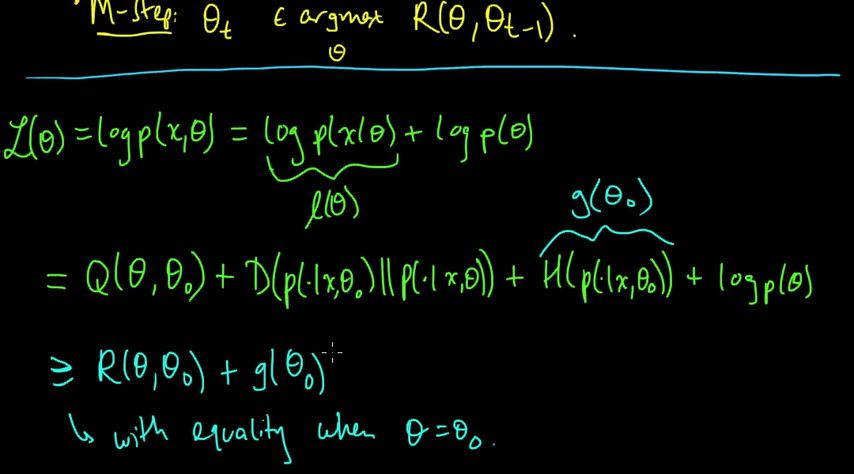 M-Step: θ_t ∈ argmax R(θ, θ_{t-1}).
θ
L(θ) = log p(x,θ) = log p(x|θ) + log p(θ)
ℓ(θ)
g(θ₀)
= Q(θ,θ₀) + D(p(·|x,θ₀)||p(·|x,θ)) + H(p(·|x,θ₀)) + log p(θ)
≥ R(θ,θ₀) + g(θ₀)
↳ with equality when θ=θ₀.